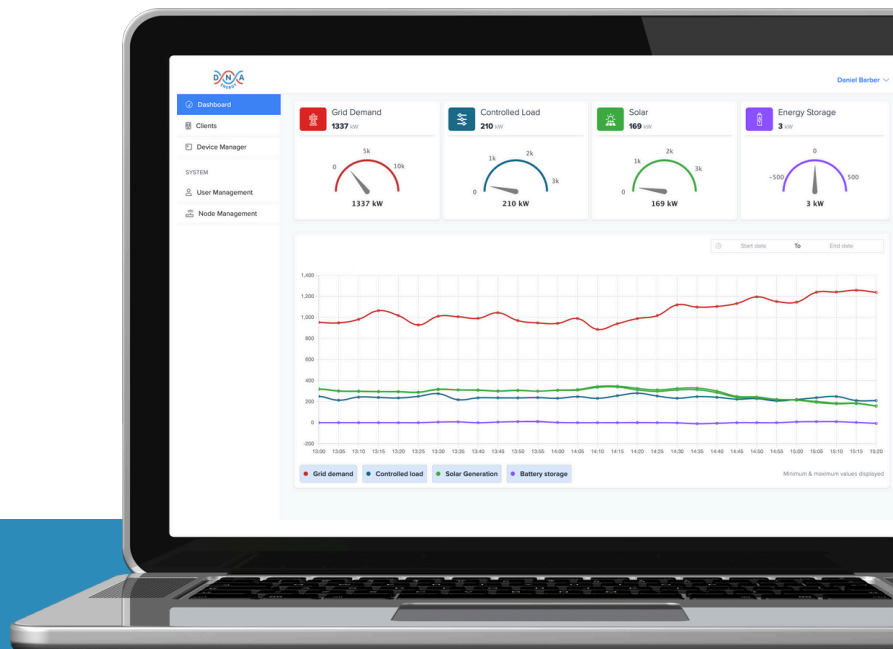 DNA
ENERGY
Daniel Barber
Dashboard
Clients
Device Manager
SYSTEM
User Management
Node Management
Grid Demand
1337 kW
0
5k
10k
1337 kW
Controlled Load
210 kW
0
1k
2k
3k
210 kW
Solar
169 kW
0
1k
2k
3k
169 kW
Energy Storage
3 kW
-500
0
500
3 kW
Start date To End date
1,400
1,200
1,000
800
600
400
200
0
-200
13:00 13:05 13:10 13:15 13:20 13:25 13:30 13:35 13:40 13:45 13:50 13:55 14:00 14:05 14:10 14:15 14:20 14:25 14:30 14:35 14:40 14:45 14:50 14:55 15:00 15:05 15:10 15:15 15:20
Grid demand Controlled load Solar Generation Battery storage
Minimum & maximum values displayed